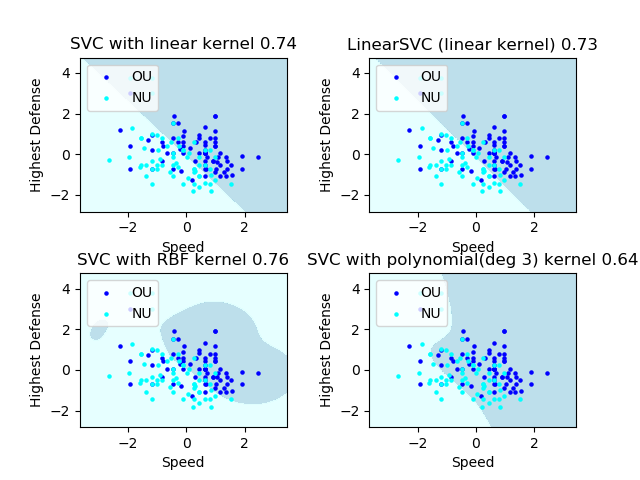 SVC with linear kernel 0.74
LinearSVC (linear kernel) 0.73
4
2
0
−2
Highest Defense
OU
NU
−2
0
2
Speed
4
2
0
−2
Highest Defense
OU
NU
−2
0
2
Speed
SVC with RBF kernel 0.76
SVC with polynomial(deg 3) kernel 0.64
4
2
0
−2
Highest Defense
OU
NU
−2
0
2
Speed
4
2
0
−2
Highest Defense
OU
NU
−2
0
2
Speed